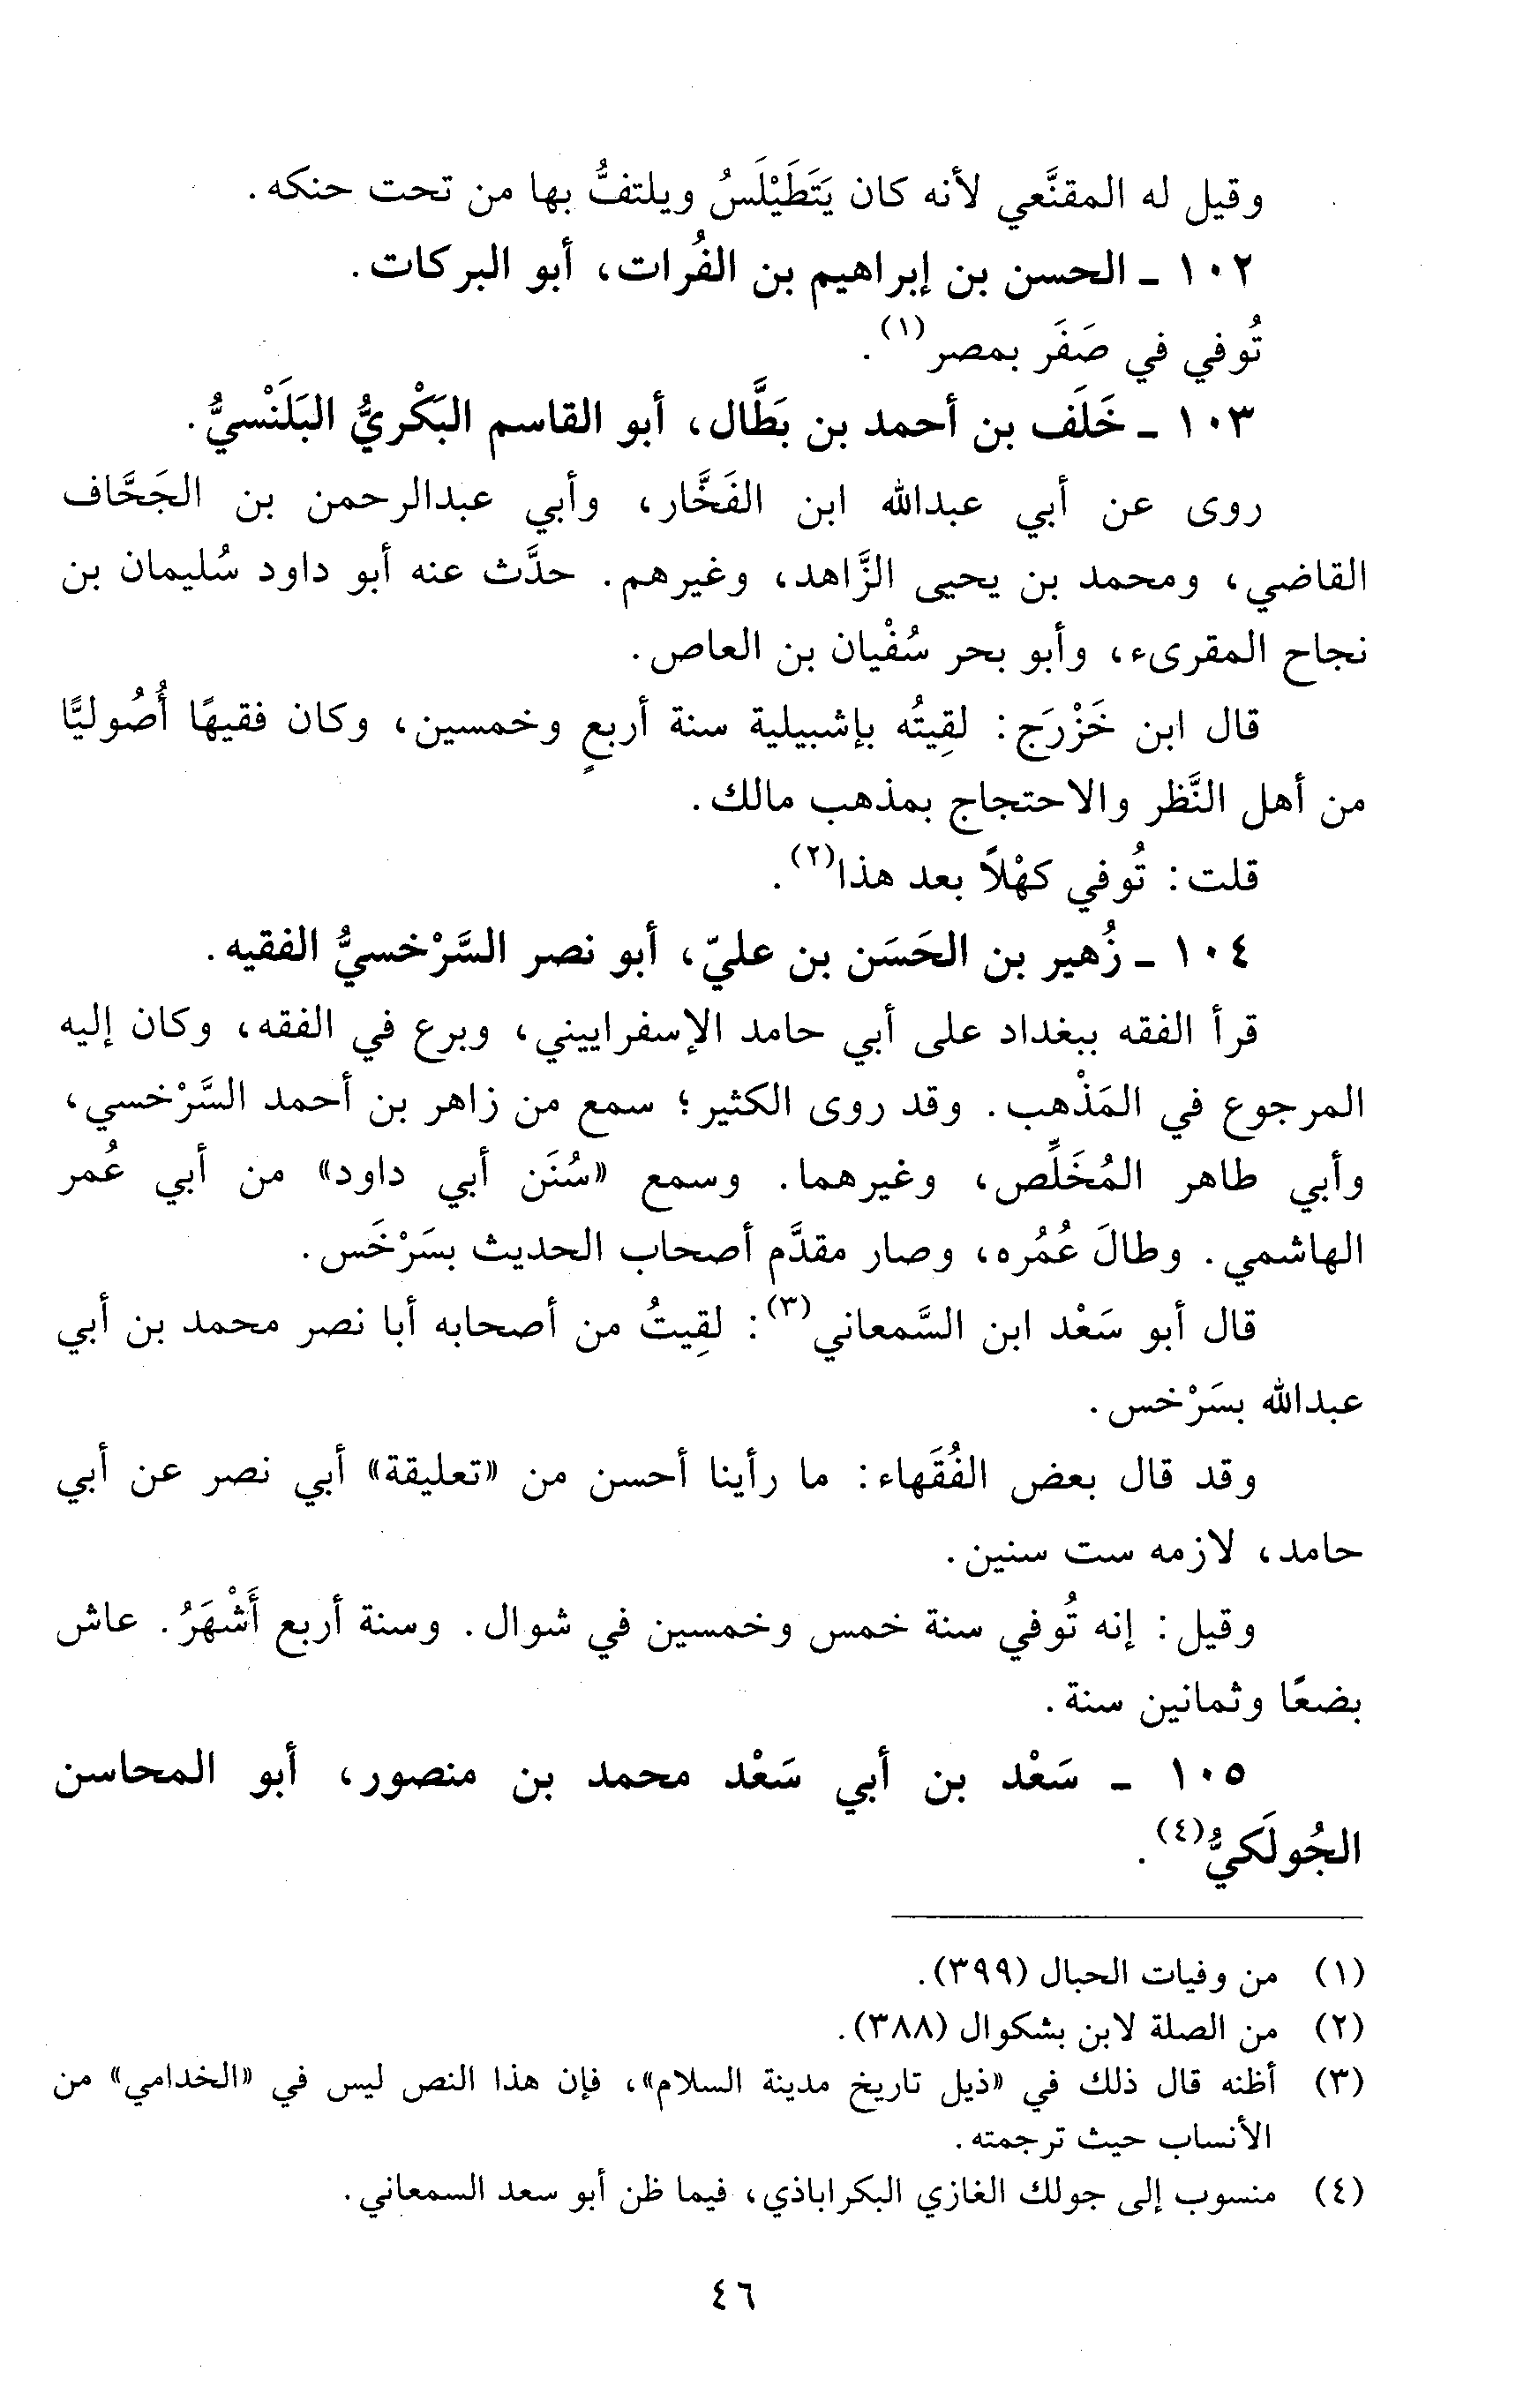 وقيل له المقنَّعي لأنه كان يَتَطَيْلَسُ ويلتفُّ بها من تحت حنكه.
١٠٢ ـ الحسن بن إبراهيم بن الفُرات، أبو البركات.
تُوفي في صَفَر بمصر(١).
١٠٣ ـ خَلَف بن أحمد بن بَطَّال، أبو القاسم البَكْريُّ البَلَنْسيُّ.
روى عن أبي عبدالله ابن الفَخَّار، وأبي عبدالرحمن بن الجَحَّاف
القاضي، ومحمد بن يحيى الزَّاهد، وغيرهم. حدَّث عنه أبو داود سُليمان بن
نجاح المقرىء، وأبو بحر سُفْيان بن العاص.
قال ابن خَزْرَج: لقِيتُه بإشبيلية سنة أربعٍ وخمسين، وكان فقيهًا أُصُوليًّا
من أهل النَّظر والاحتجاج بمذهب مالك.
قلت: تُوفي كهْلاً بعد هذا(٢).
١٠٤ ـ زُهير بن الحَسَن بن عليّ، أبو نصر السَّرْخسيُّ الفقيه.
قرأ الفقه ببغداد على أبي حامد الإسفراييني، وبرع في الفقه، وكان إليه
المرجوع في المَذْهب. وقد روى الكثير؛ سمع من زاهر بن أحمد السَّرْخسي،
وأبي طاهر المُخَلِّص، وغيرهما. وسمع «سُنَن أبي داود» من أبي عُمر
الهاشمي. وطالَ عُمُره، وصار مقدَّم أصحاب الحديث بسَرْخَس.
قال أبو سَعْد ابن السَّمعاني(٣): لقِيتُ من أصحابه أبا نصر محمد بن أبي
عبدالله بسَرْخس.
وقد قال بعض الفُقَهاء: ما رأينا أحسن من «تعليقة» أبي نصر عن أبي
حامد، لازمه ست سنين.
وقيل: إنه تُوفي سنة خمس وخمسين في شوال. وسنة أربع أَشْهَرُ. عاش
بضعًا وثمانين سنة.
١٠٥ ـ سَعْد بن أبي سَعْد محمد بن منصور، أبو المحاسن
الجُولَكيُّ(٤).
(١) من وفيات الحبال (٣٩٩).
(٢) من الصلة لابن بشكوال (٣٨٨).
(٣) أظنه قال ذلك في «ذيل تاريخ مدينة السلام»، فإن هذا النص ليس في «الخدامي» من
الأنساب حيث ترجمته.
(٤) منسوب إلى جولك الغازي البكراباذي، فيما ظن أبو سعد السمعاني.
٤٦